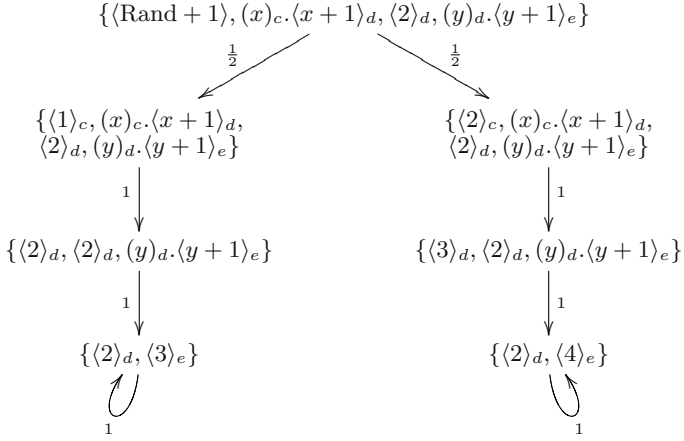 {⟨Rand + 1⟩, (x)_c.⟨x + 1⟩_d, ⟨2⟩_d, (y)_d.⟨y + 1⟩_e}
1/2 1/2
{⟨1⟩_c, (x)_c.⟨x + 1⟩_d,
⟨2⟩_d, (y)_d.⟨y + 1⟩_e}
{⟨2⟩_c, (x)_c.⟨x + 1⟩_d,
⟨2⟩_d, (y)_d.⟨y + 1⟩_e}
1 1
{⟨2⟩_d, ⟨2⟩_d, (y)_d.⟨y + 1⟩_e}
{⟨3⟩_d, ⟨2⟩_d, (y)_d.⟨y + 1⟩_e}
1 1
{⟨2⟩_d, ⟨3⟩_e}
{⟨2⟩_d, ⟨4⟩_e}
1 1